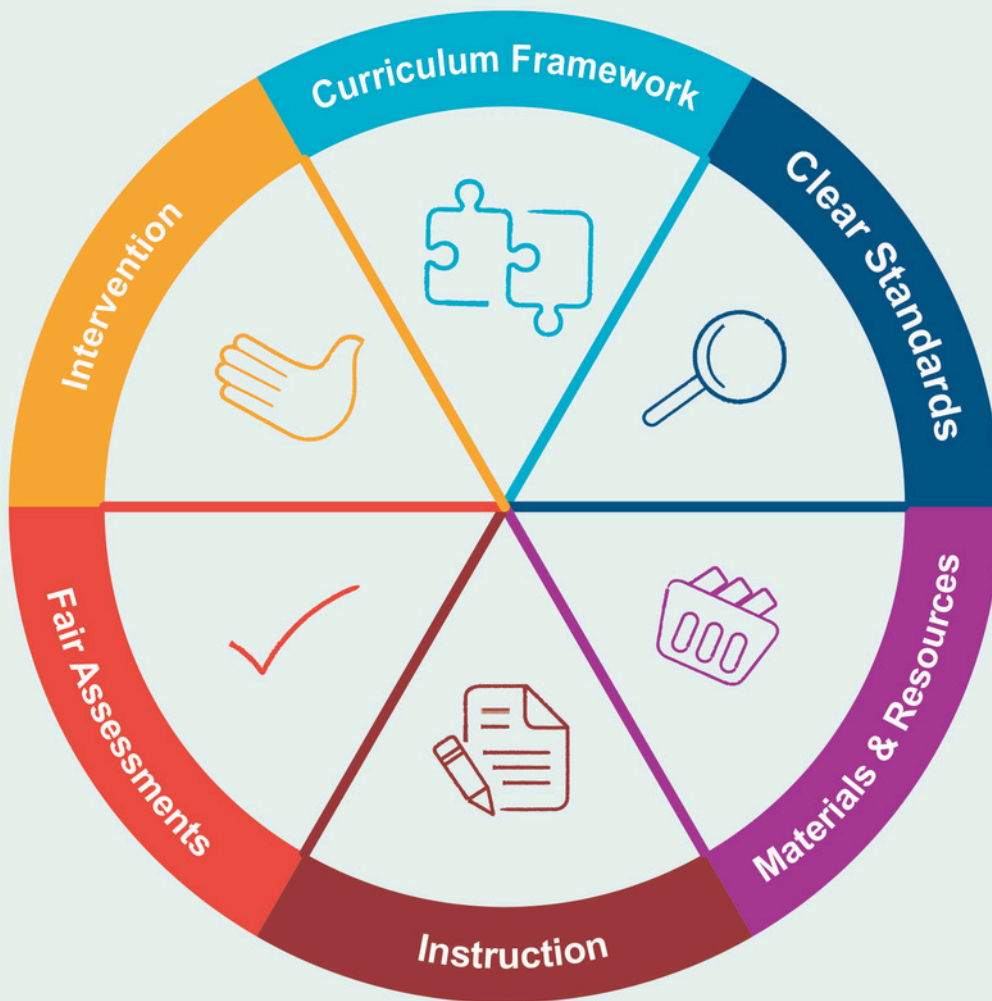 Curriculum Framework
Clear Standards
Materials & Resources
Instruction
Fair Assessments
Intervention